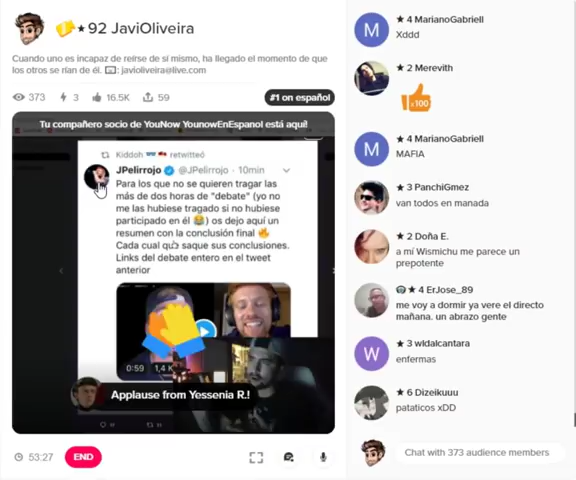 92 JaviOliveira
Cuando uno es incapaz de reírse de sí mismo, ha llegado el momento de que
los otros se rían de él. : javioliveira@live.com
373
3
16.5K
59
#1 on español
Tu compañero socio de YouNow YounowEnEspanol está aquí!
Kiddoh retwitteó
JPelirrojo @JPelirrojo · 10min
Para los que no se quieren tragar las
más de dos horas de "debate" (yo no
me las hubiese tragado si no hubiese
participado en él) os dejo aquí un
resumen con la conclusión final
Cada cual que saque sus conclusiones.
Links del debate entero en el tweet
anterior
0:59
1,4 K
Applause from Yessenia R.!
53:27
END
4 MarianoGabriell
Xddd
2 Merevith
x100
M
4 MarianoGabriell
MAFIA
M
3 PanchiGmez
van todos en manada
2 Doña E.
a mí Wismichu me parece un
prepotente
4 ErJose_89
me voy a dormir ya vere el directo
mañana. un abrazo gente
W
3 wldalcantara
enfermas
6 Dizeikuuu
pataticos xDD
Chat with 373 audience members